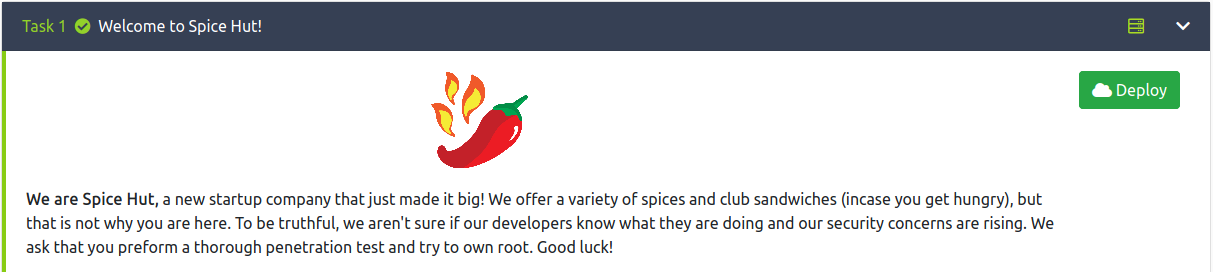 Task 1 Welcome to Spice Hut!
Deploy
We are Spice Hut, a new startup company that just made it big! We offer a variety of spices and club sandwiches (incase you get hungry), but
that is not why you are here. To be truthful, we aren't sure if our developers know what they are doing and our security concerns are rising. We
ask that you preform a thorough penetration test and try to own root. Good luck!